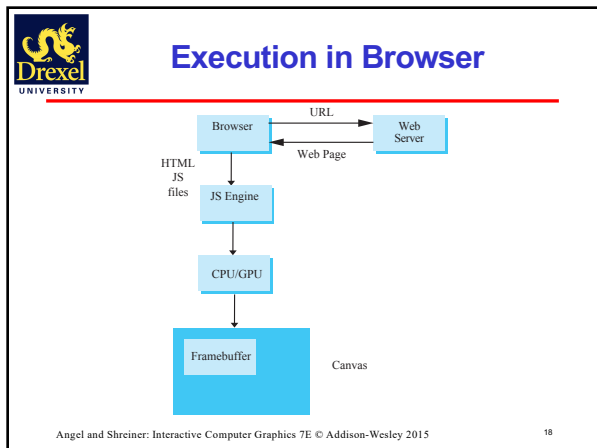 Drexel
UNIVERSITY
Execution in Browser
URL
Browser
Web
Server
Web Page
HTML
JS
files
JS Engine
CPU/GPU
Framebuffer
Canvas
Angel and Shreiner: Interactive Computer Graphics 7E © Addison-Wesley 2015
18